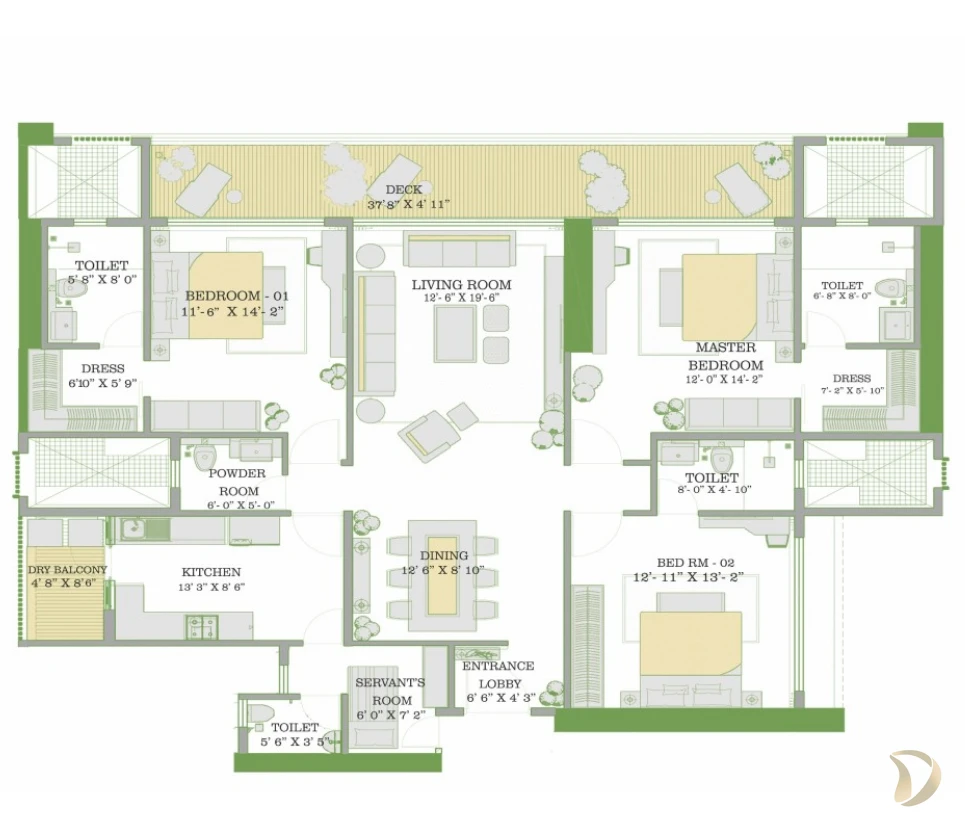 DECK
37'8" X 4' 11"
TOILET
5' 8" X 8' 0"
BEDROOM - 01
11'- 6" X 14'- 2"
LIVING ROOM
12'- 6" X 19'-6"
TOILET
6'- 8" X 8'- 0"
MASTER
BEDROOM
12'- 0" X 14'- 2"
DRESS
6'10" X 5' 9"
DRESS
7'- 2" X 5'- 10"
POWDER
ROOM
6'- 0" X 5'- 0"
TOILET
8'- 0" X 4'- 10"
DRY BALCONY
4' 8" X 8'6"
KITCHEN
13' 3" X 8' 6"
DINING
12' 6" X 8' 10"
BED RM - 02
12'- 11" X 13'- 2"
SERVANT'S
ROOM
6' 0" X 7' 2"
ENTRANCE
LOBBY
6' 6" X 4' 3"
TOILET
5' 6" X 3' 5"